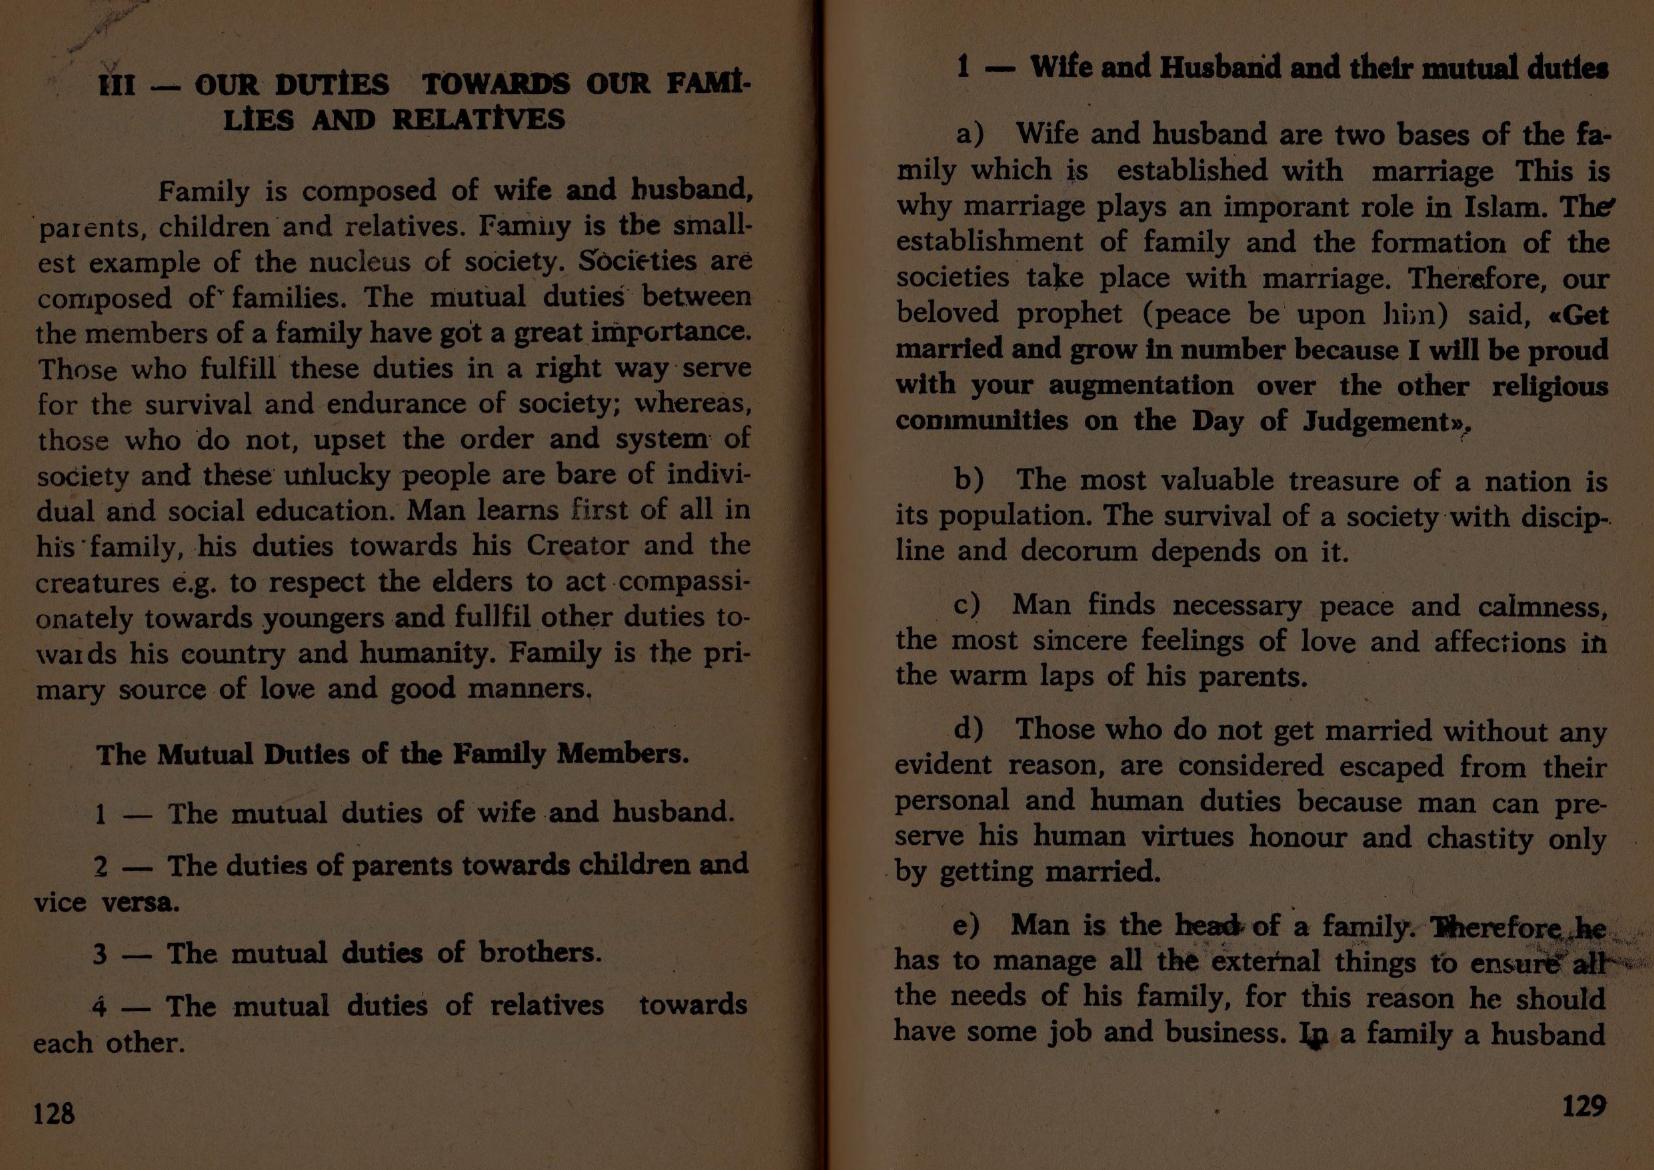 III — OUR DUTİES TOWARDS OUR FAMİ-
LİES AND RELATİVES
Family is composed of wife and husband,
parents, children and relatives. Family is the small-
est example of the nucleus of society. Societies are
composed of families. The mutual duties between
the members of a family have got a great importance.
Those who fulfill these duties in a right way serve
for the survival and endurance of society; whereas,
those who do not, upset the order and system of
society and these unlucky people are bare of indivi-
dual and social education. Man learns first of all in
his family, his duties towards his Creator and the
creatures e.g. to respect the elders to act compassi-
onately towards youngers and fullfil other duties to-
wards his country and humanity. Family is the pri-
mary source of love and good manners.
The Mutual Duties of the Family Members.
1 — The mutual duties of wife and husband.
2 — The duties of parents towards children and
vice versa.
3 — The mutual duties of brothers.
4 — The mutual duties of relatives towards
each other.
128
1 — Wife and Husband and their mutual duties
a) Wife and husband are two bases of the fa-
mily which is established with marriage This is
why marriage plays an imporant role in Islam. The
establishment of family and the formation of the
societies take place with marriage. Therefore, our
beloved prophet (peace be upon him) said, «Get
married and grow in number because I will be proud
with your augmentation over the other religious
communities on the Day of Judgement»,
b) The most valuable treasure of a nation is
its population. The survival of a society with discip-
line and decorum depends on it.
c) Man finds necessary peace and calmness,
the most sincere feelings of love and affections in
the warm laps of his parents.
d) Those who do not get married without any
evident reason, are considered escaped from their
personal and human duties because man can pre-
serve his human virtues honour and chastity only
by getting married.
e) Man is the head of a family. Therefore he
has to manage all the external things to ensure all
the needs of his family, for this reason he should
have some job and business. In a family a husband
129